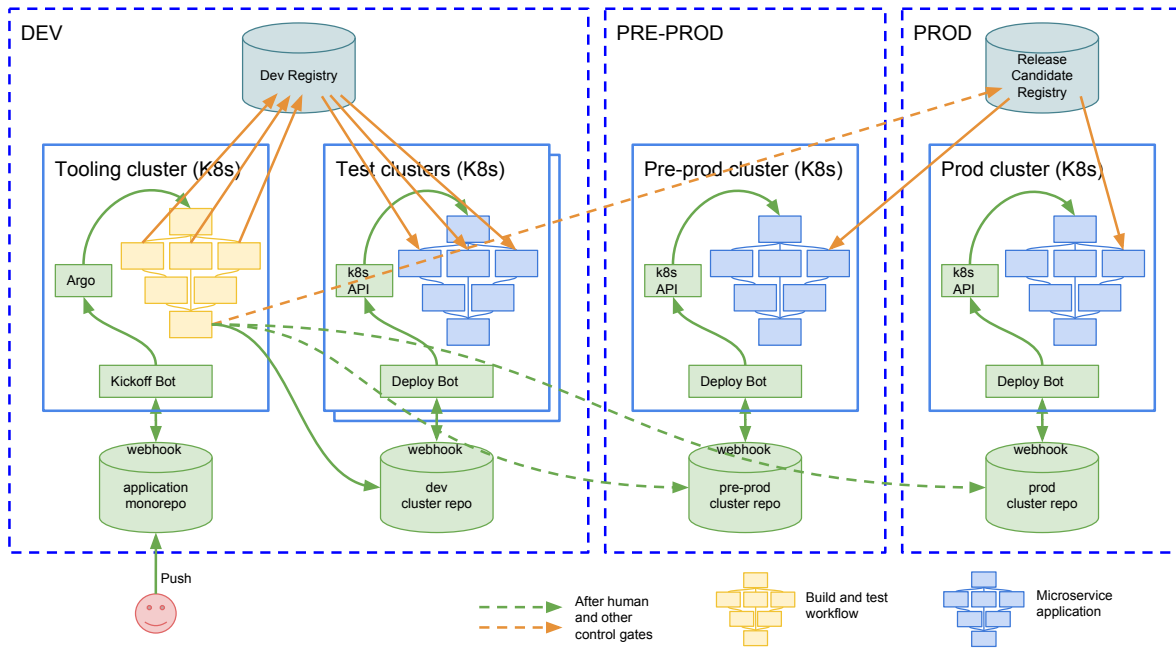 DEV
PRE-PROD
PROD
Dev Registry
Release
Candidate
Registry
Tooling cluster (K8s)
Test clusters (K8s)
Pre-prod cluster (K8s)
Prod cluster (K8s)
Argo
k8s
API
k8s
API
k8s
API
Kickoff Bot
Deploy Bot
Deploy Bot
Deploy Bot
webhook
webhook
webhook
webhook
application
monorepo
dev
cluster repo
pre-prod
cluster repo
prod
cluster repo
Push
After human
and other
control gates
Build and test
workflow
Microservice
application